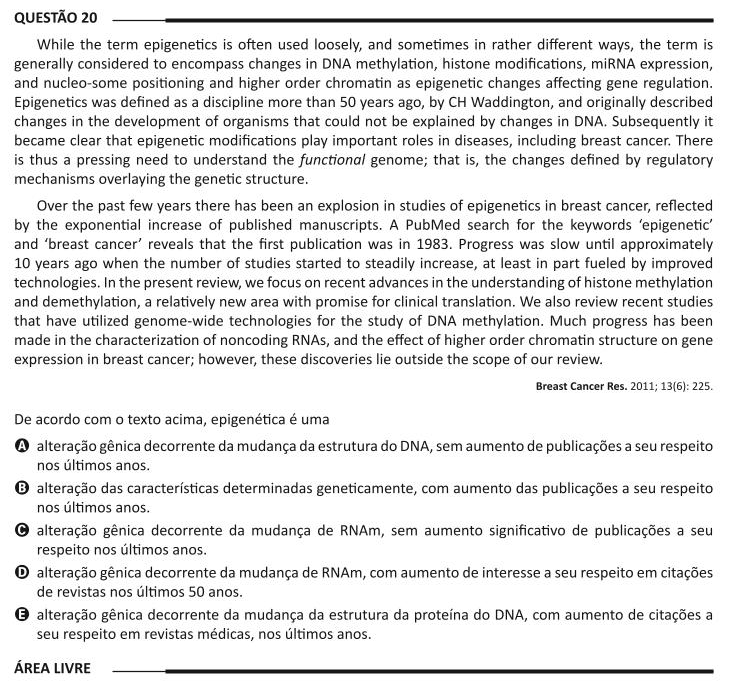 QUESTÃO 20
While the term epigenetics is often used loosely, and sometimes in rather different ways, the term is
generally considered to encompass changes in DNA methylation, histone modifications, miRNA expression,
and nucleo-some positioning and higher order chromatin as epigenetic changes affecting gene regulation.
Epigenetics was defined as a discipline more than 50 years ago, by CH Waddington, and originally described
changes in the development of organisms that could not be explained by changes in DNA. Subsequently it
became clear that epigenetic modifications play important roles in diseases, including breast cancer. There
is thus a pressing need to understand the functional genome; that is, the changes defined by regulatory
mechanisms overlaying the genetic structure.
Over the past few years there has been an explosion in studies of epigenetics in breast cancer, reflected
by the exponential increase of published manuscripts. A PubMed search for the keywords ‘epigenetic’
and ‘breast cancer’ reveals that the first publication was in 1983. Progress was slow until approximately
10 years ago when the number of studies started to steadily increase, at least in part fueled by improved
technologies. In the present review, we focus on recent advances in the understanding of histone methylation
and demethylation, a relatively new area with promise for clinical translation. We also review recent studies
that have utilized genome-wide technologies for the study of DNA methylation. Much progress has been
made in the characterization of noncoding RNAs, and the effect of higher order chromatin structure on gene
expression in breast cancer; however, these discoveries lie outside the scope of our review.
Breast Cancer Res. 2011; 13(6): 225.
De acordo com o texto acima, epigenética é uma
A alteração gênica decorrente da mudança da estrutura do DNA, sem aumento de publicações a seu respeito
nos últimos anos.
B alteração das características determinadas geneticamente, com aumento das publicações a seu respeito
nos últimos anos.
C alteração gênica decorrente da mudança de RNAm, sem aumento significativo de publicações a seu
respeito nos últimos anos.
D alteração gênica decorrente da mudança de RNAm, com aumento de interesse a seu respeito em citações
de revistas nos últimos 50 anos.
E alteração gênica decorrente da mudança da estrutura da proteína do DNA, com aumento de citações a
seu respeito em revistas médicas, nos últimos anos.
ÁREA LIVRE